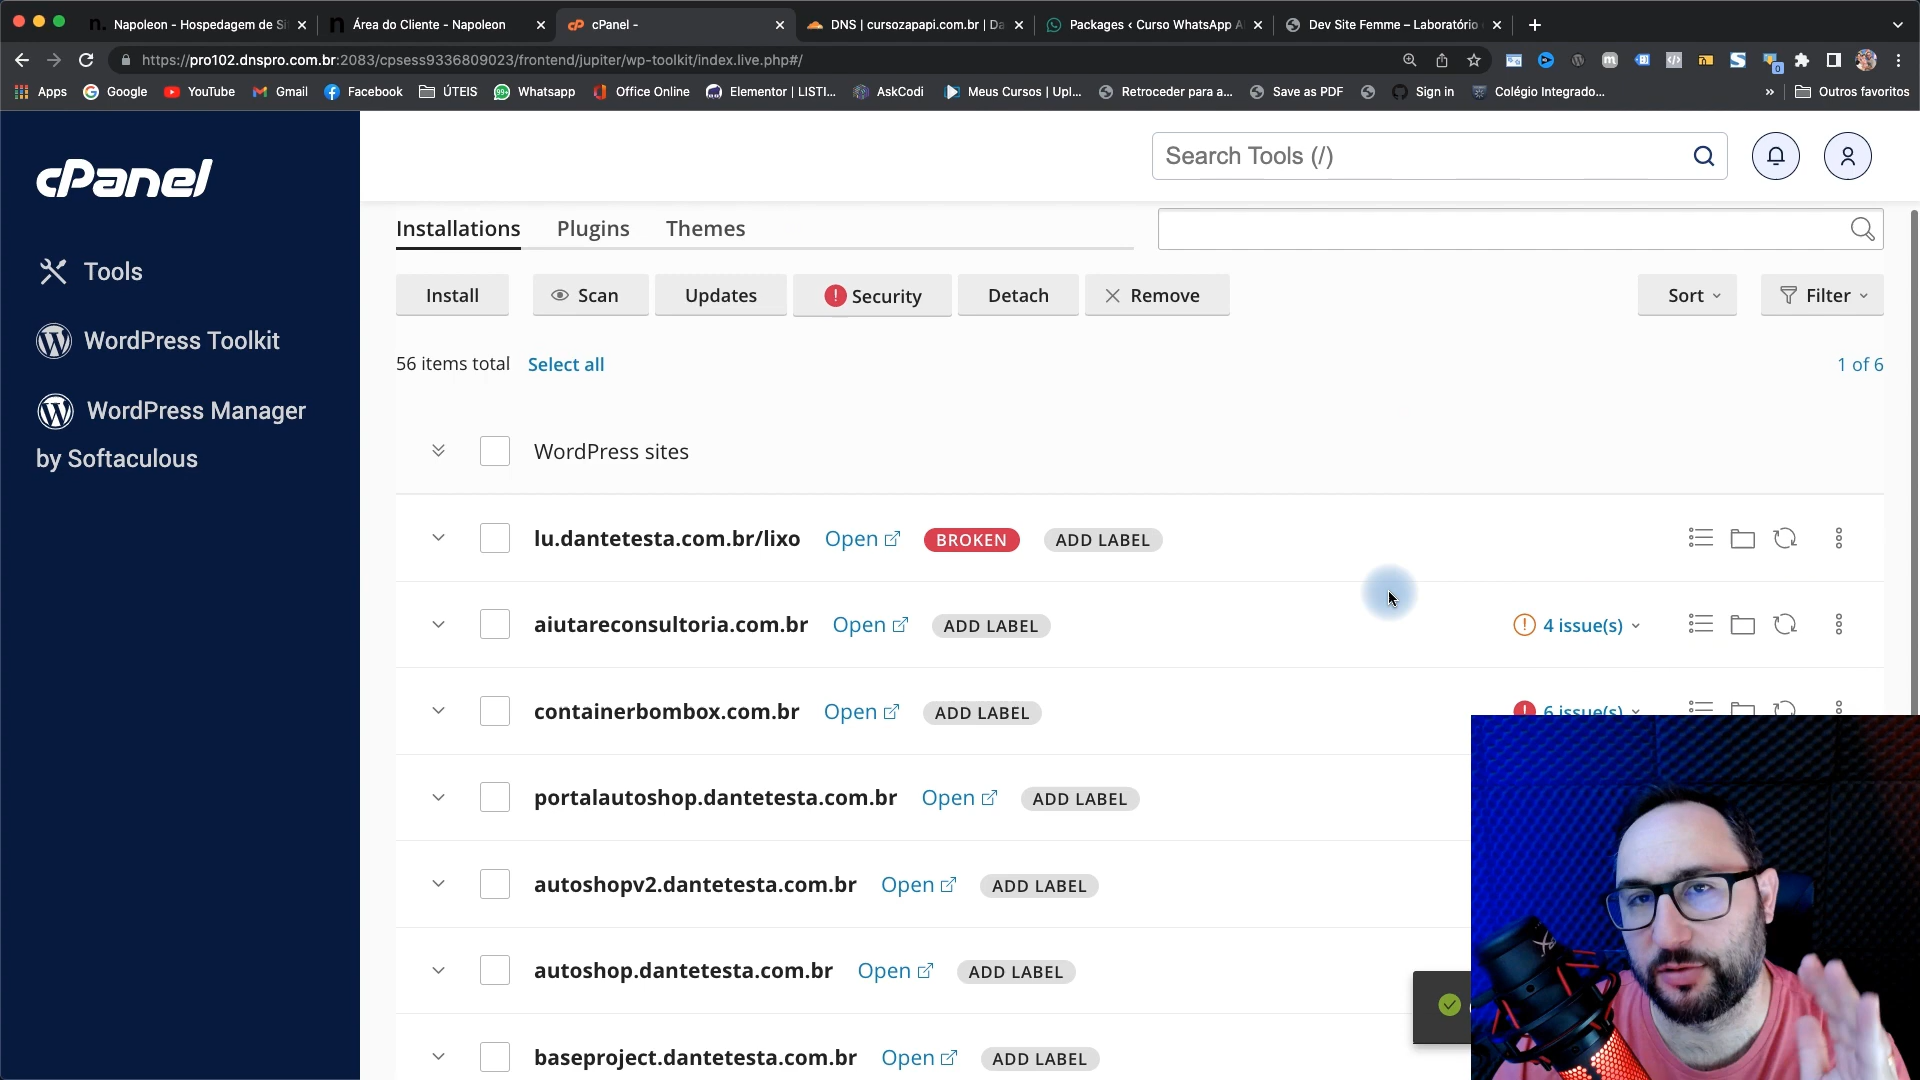 Napoleon - Hospedagem de Si
Área do Cliente - Napoleon
cPanel -
DNS | cursozapapi.com.br | Da
Packages ‹ Curso WhatsApp A
Dev Site Femme – Laboratório
https://pro102.dnspro.com.br:2083/cpsess9336809023/frontend/jupiter/wp-toolkit/index.live.php#/
Apps
Google
YouTube
Gmail
Facebook
ÚTEIS
Whatsapp
Office Online
Elementor | LISTI...
AskCodi
Meus Cursos | Upl...
Retroceder para a...
Save as PDF
Sign in
Colégio Integrado...
»
Outros favoritos
cPanel
Search Tools (/)
Tools
WordPress Toolkit
WordPress Manager
by Softaculous
Installations
Plugins
Themes
Install
Scan
Updates
Security
Detach
Remove
Sort
Filter
56 items total
Select all
1 of 6
WordPress sites
lu.dantetesta.com.br/lixo Open BROKEN ADD LABEL
aiutareconsultoria.com.br Open ADD LABEL 4 issue(s)
containerbombox.com.br Open ADD LABEL 6 issue(s)
portalautoshop.dantetesta.com.br Open ADD LABEL
autoshopv2.dantetesta.com.br Open ADD LABEL
autoshop.dantetesta.com.br Open ADD LABEL
baseproject.dantetesta.com.br Open ADD LABEL